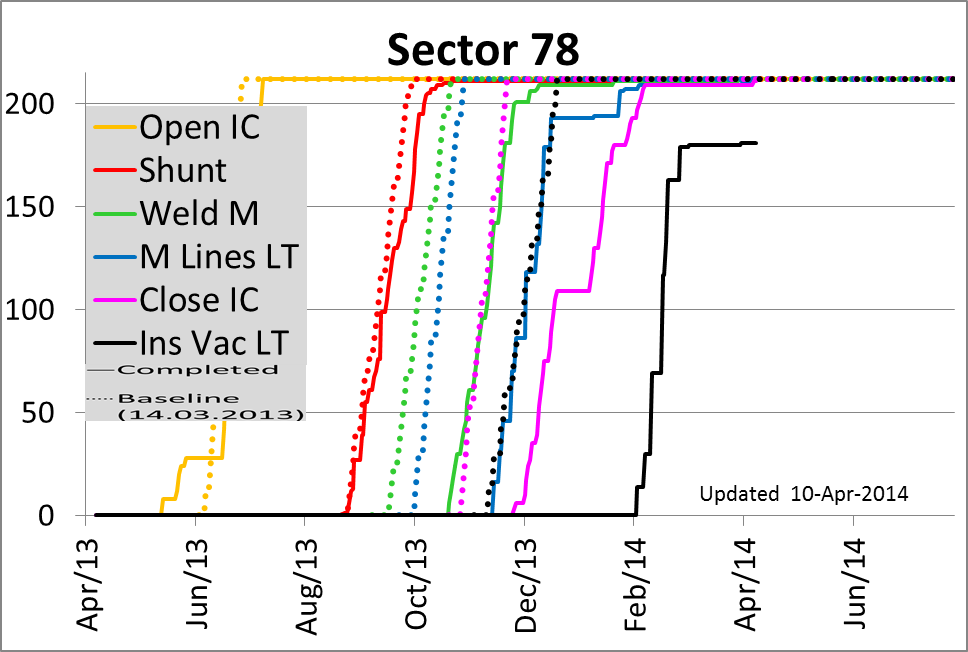 Sector 78
200
150
100
50
0
Open IC
Shunt
Weld M
M Lines LT
Close IC
Ins Vac LT
Completed
Baseline
(14.03.2013)
Updated 10-Apr-2014
Apr/13
Jun/13
Aug/13
Oct/13
Dec/13
Feb/14
Apr/14
Jun/14